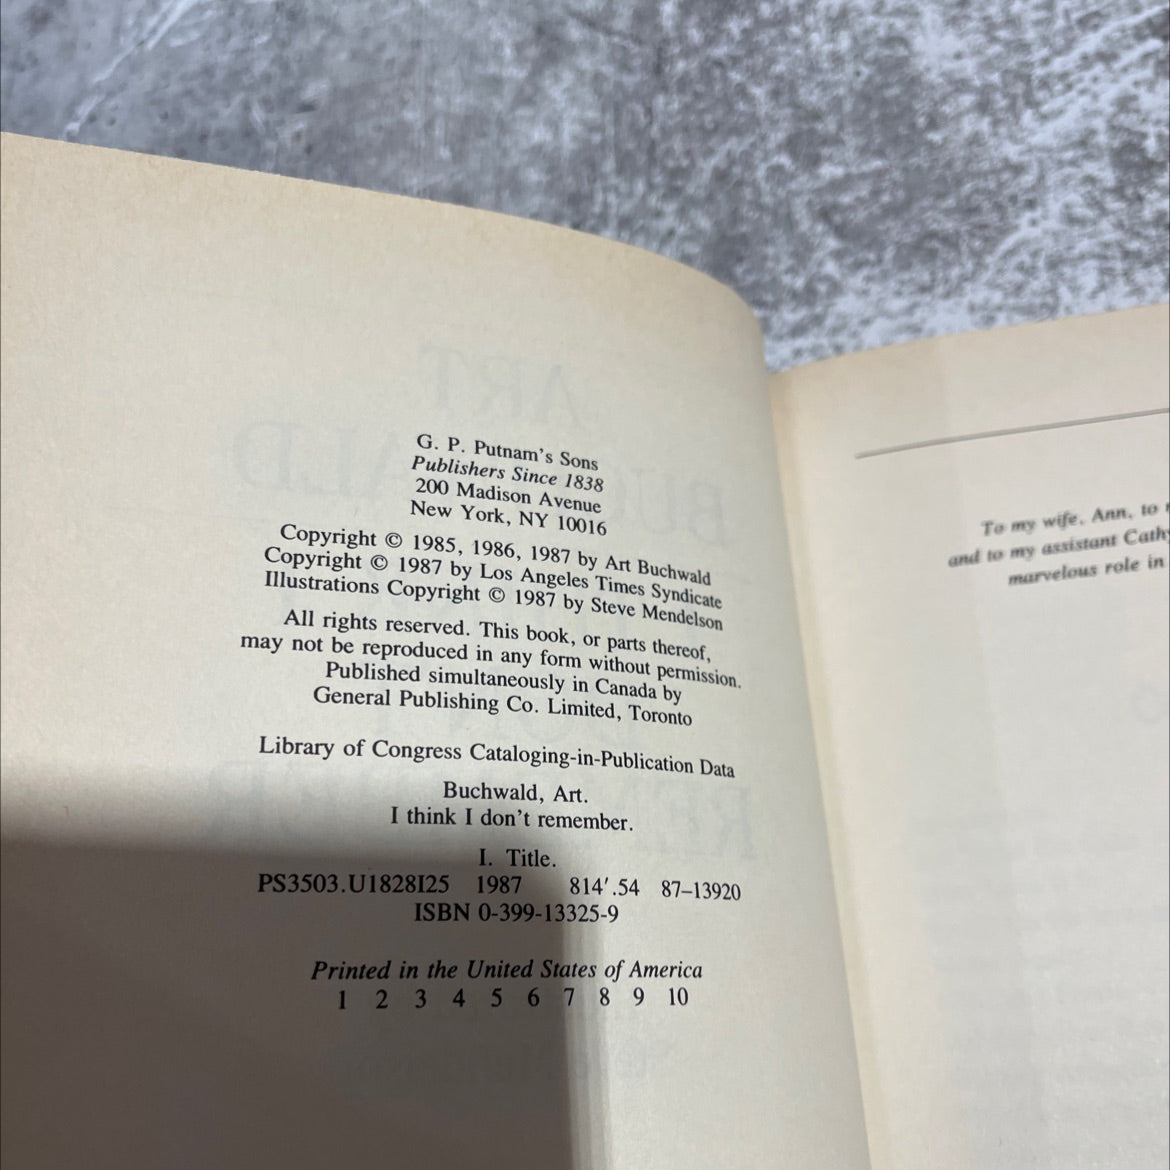 G. P. Putnam's Sons
Publishers Since 1838
200 Madison Avenue
New York, NY 10016
Copyright © 1985, 1986, 1987 by Art Buchwald
Copyright © 1987 by Los Angeles Times Syndicate
Illustrations Copyright © 1987 by Steve Mendelson
All rights reserved. This book, or parts thereof,
may not be reproduced in any form without permission.
Published simultaneously in Canada by
General Publishing Co. Limited, Toronto
Library of Congress Cataloging-in-Publication Data
Buchwald, Art.
I think I don't remember.
I. Title.
PS3503.U1828I25 1987 814'.54 87–13920
ISBN 0-399-13325-9
Printed in the United States of America
1 2 3 4 5 6 7 8 9 10
To my wife, Ann, to
and to my assistant Cathy
marvelous role in